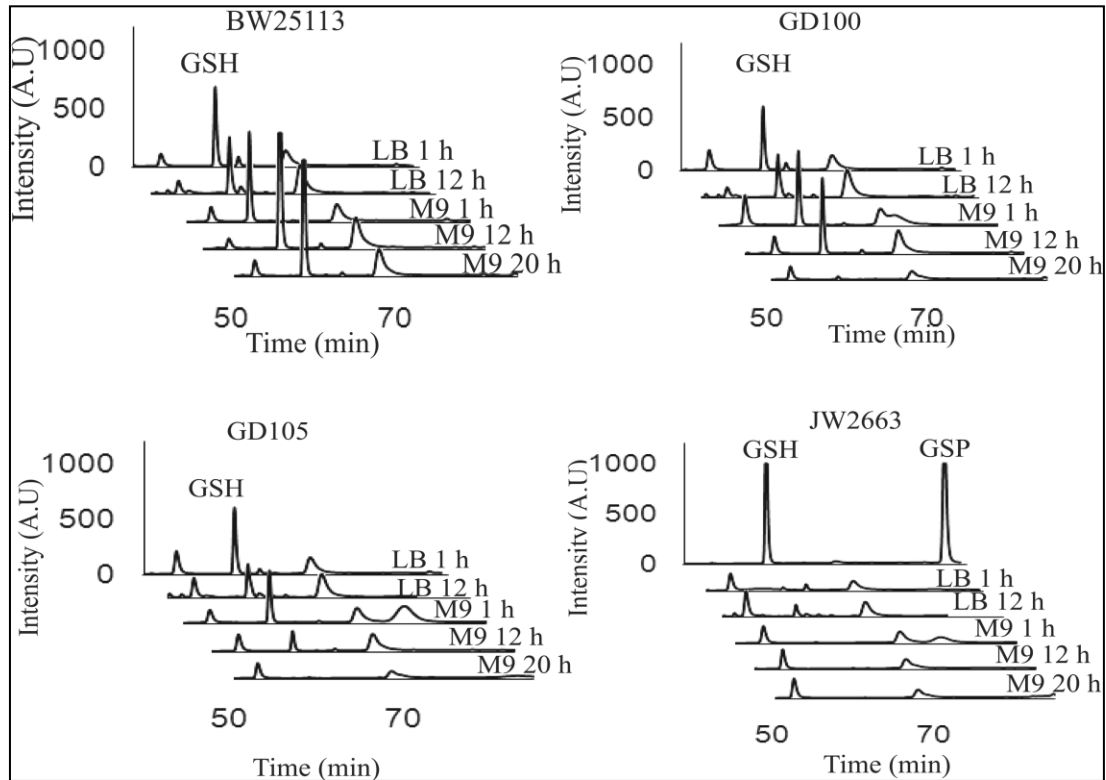 BW25113
Intensity (A.U)
1000
500
0
GSH
LB 1 h
LB 12 h
M9 1 h
M9 12 h
M9 20 h
50
70
Time (min)
GD100
Intensity (A.U)
1000
500
0
GSH
LB 1 h
LB 12 h
M9 1 h
M9 12 h
M9 20 h
50
70
Time (min)
GD105
Intensity (A.U)
1000
500
0
GSH
LB 1 h
LB 12 h
M9 1 h
M9 12 h
M9 20 h
50
70
Time (min)
JW2663
Intensity (A.U)
1000
500
0
GSH
GSP
LB 1 h
LB 12 h
M9 1 h
M9 12 h
M9 20 h
50
70
Time (min)